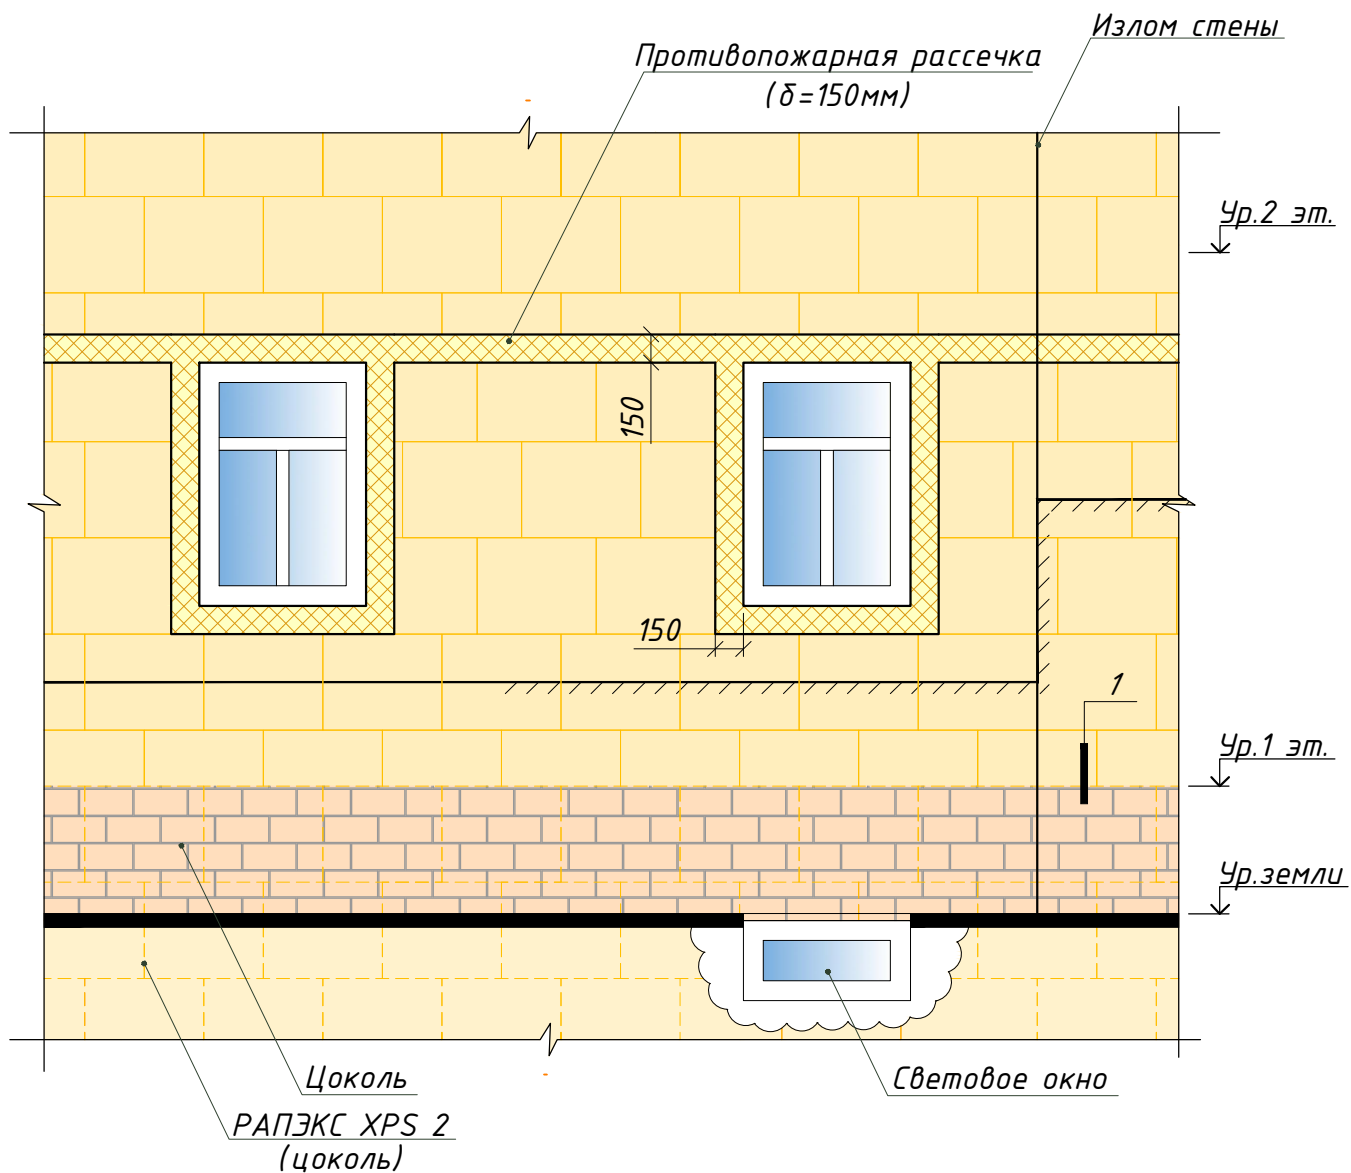 Излом стены
Противопожарная рассечка
(δ=150мм)
Ур.2 эт.
150
150
1
Ур.1 эт.
Ур.земли
Цоколь
Световое окно
РАПЭКС XPS 2
(цоколь)